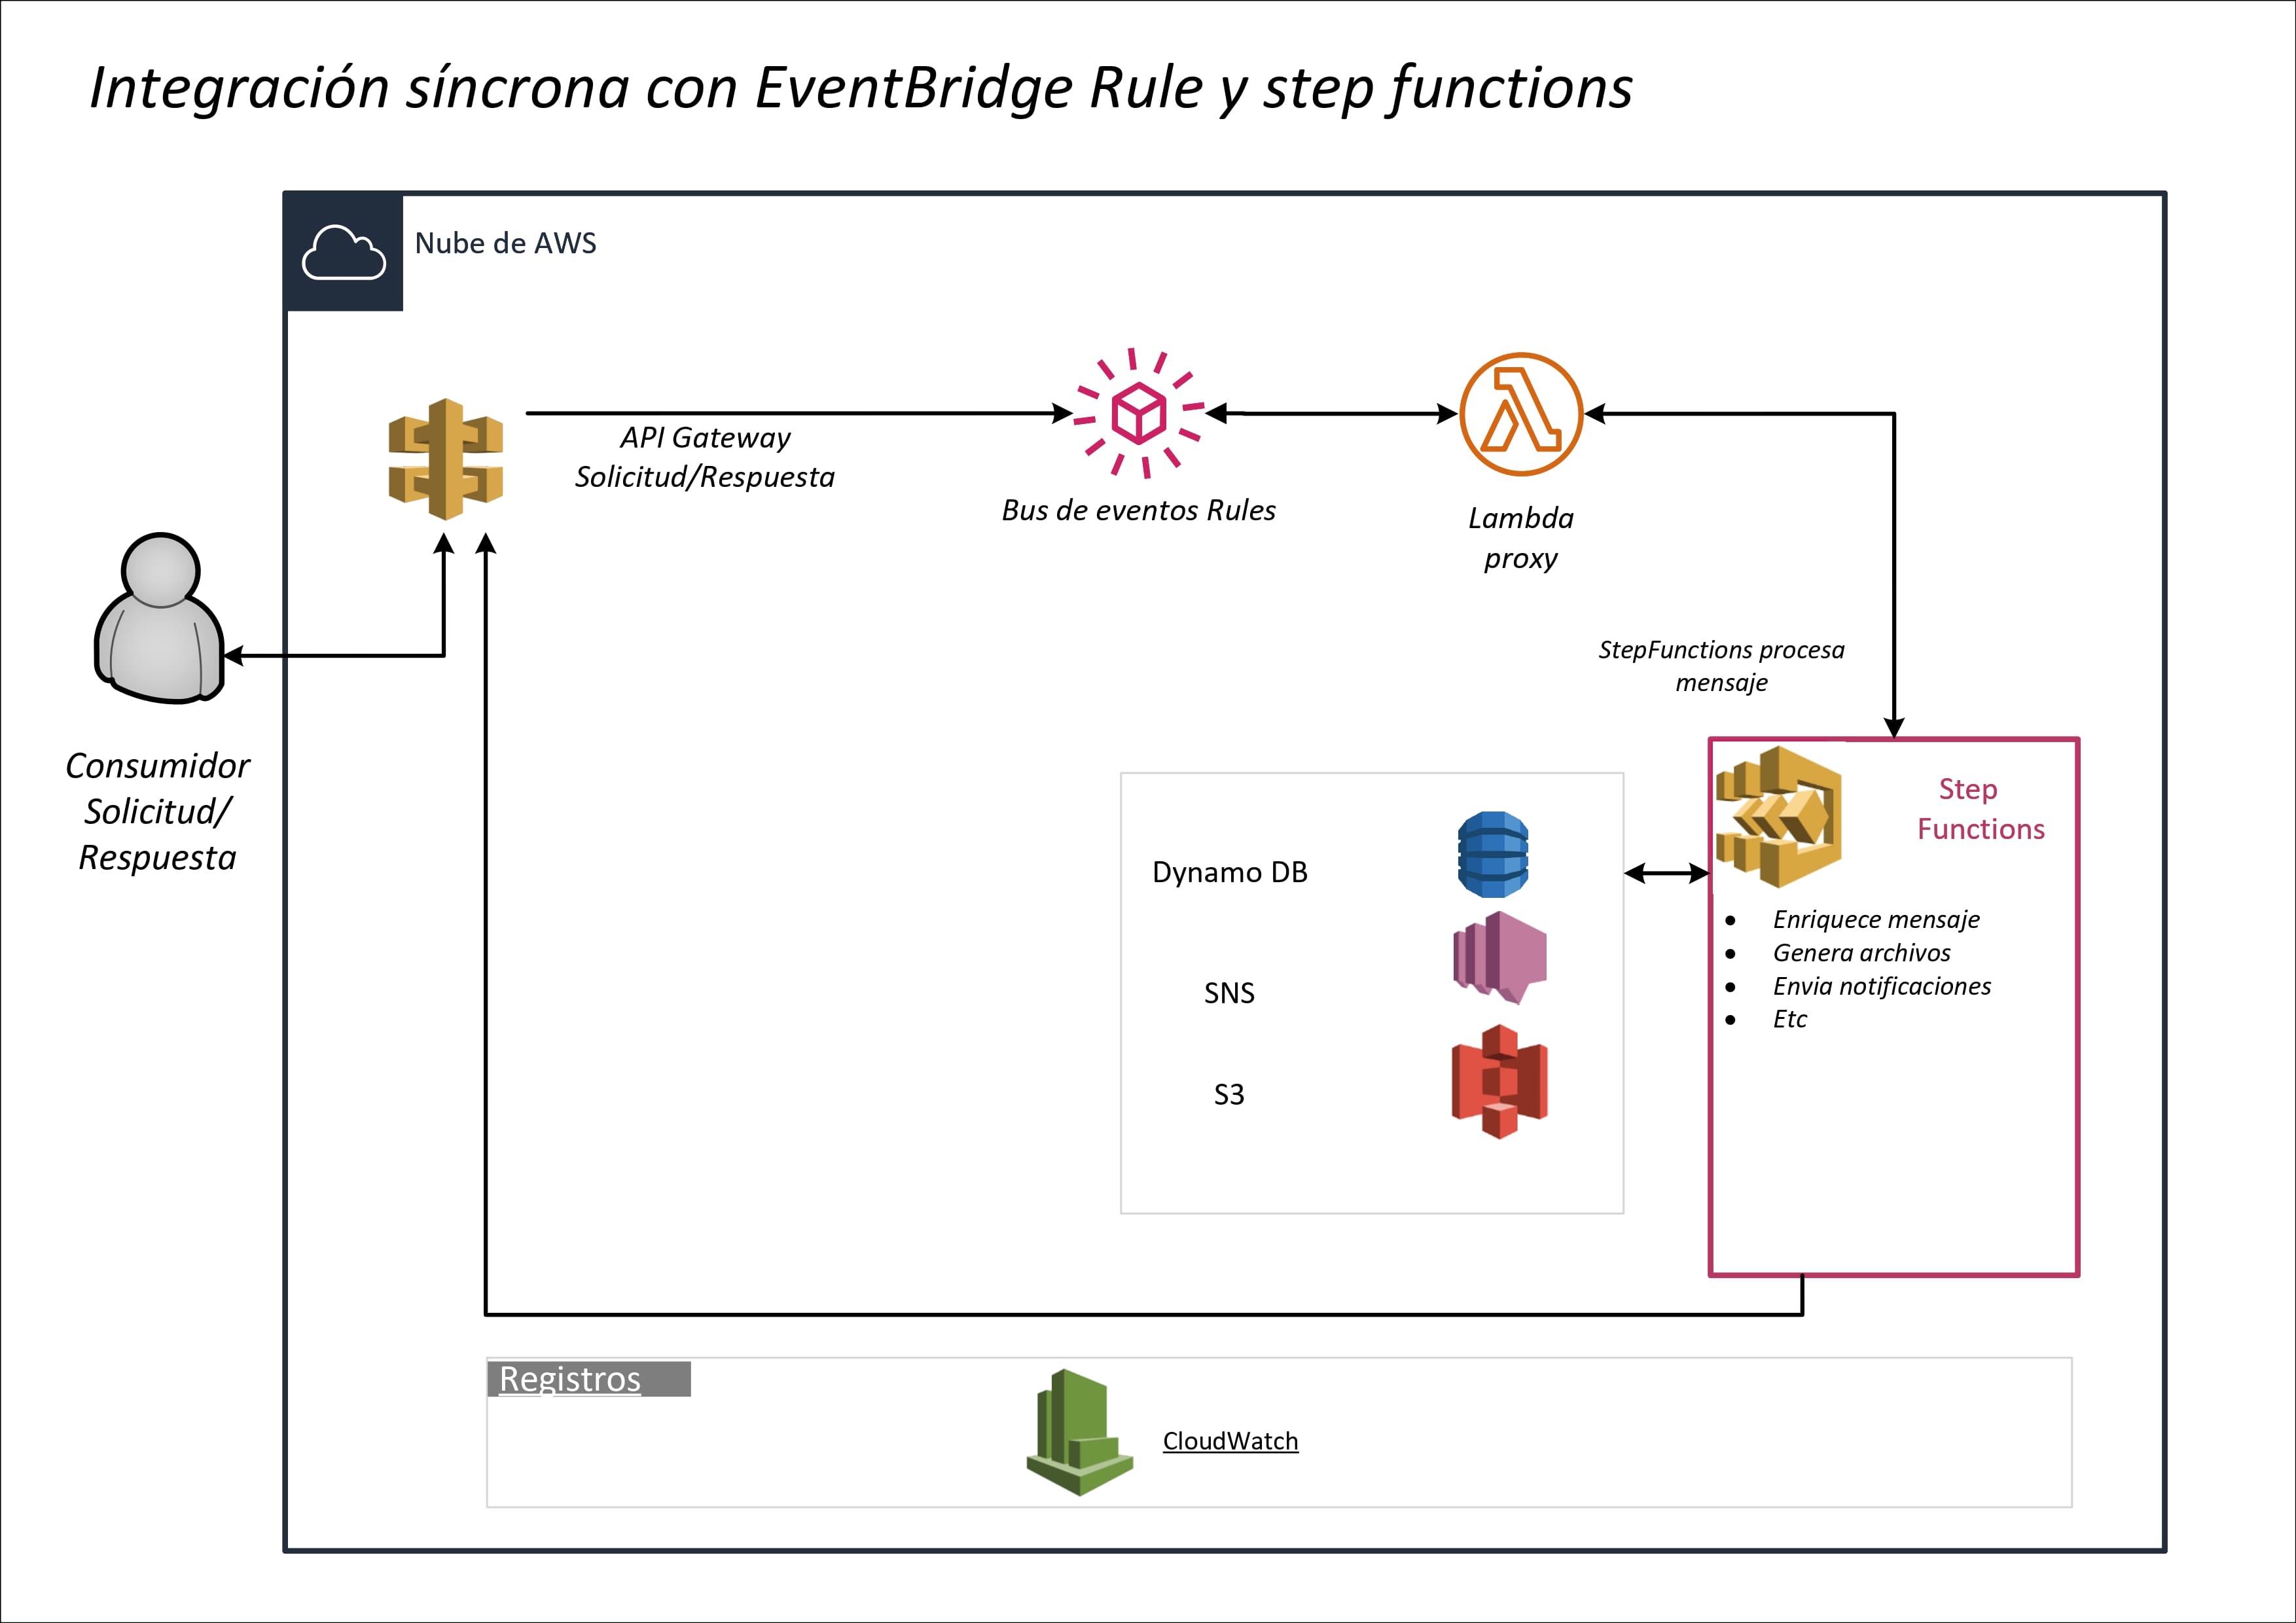 Integración síncrona con EventBridge Rule y step functions
Nube de AWS
API Gateway
Solicitud/Respuesta
Bus de eventos Rules
Lambda
proxy
Consumidor
Solicitud/
Respuesta
StepFunctions procesa
mensaje
Step
Functions
Dynamo DB
SNS
S3
• Enriquece mensaje
• Genera archivos
• Envia notificaciones
• Etc
Registros
CloudWatch